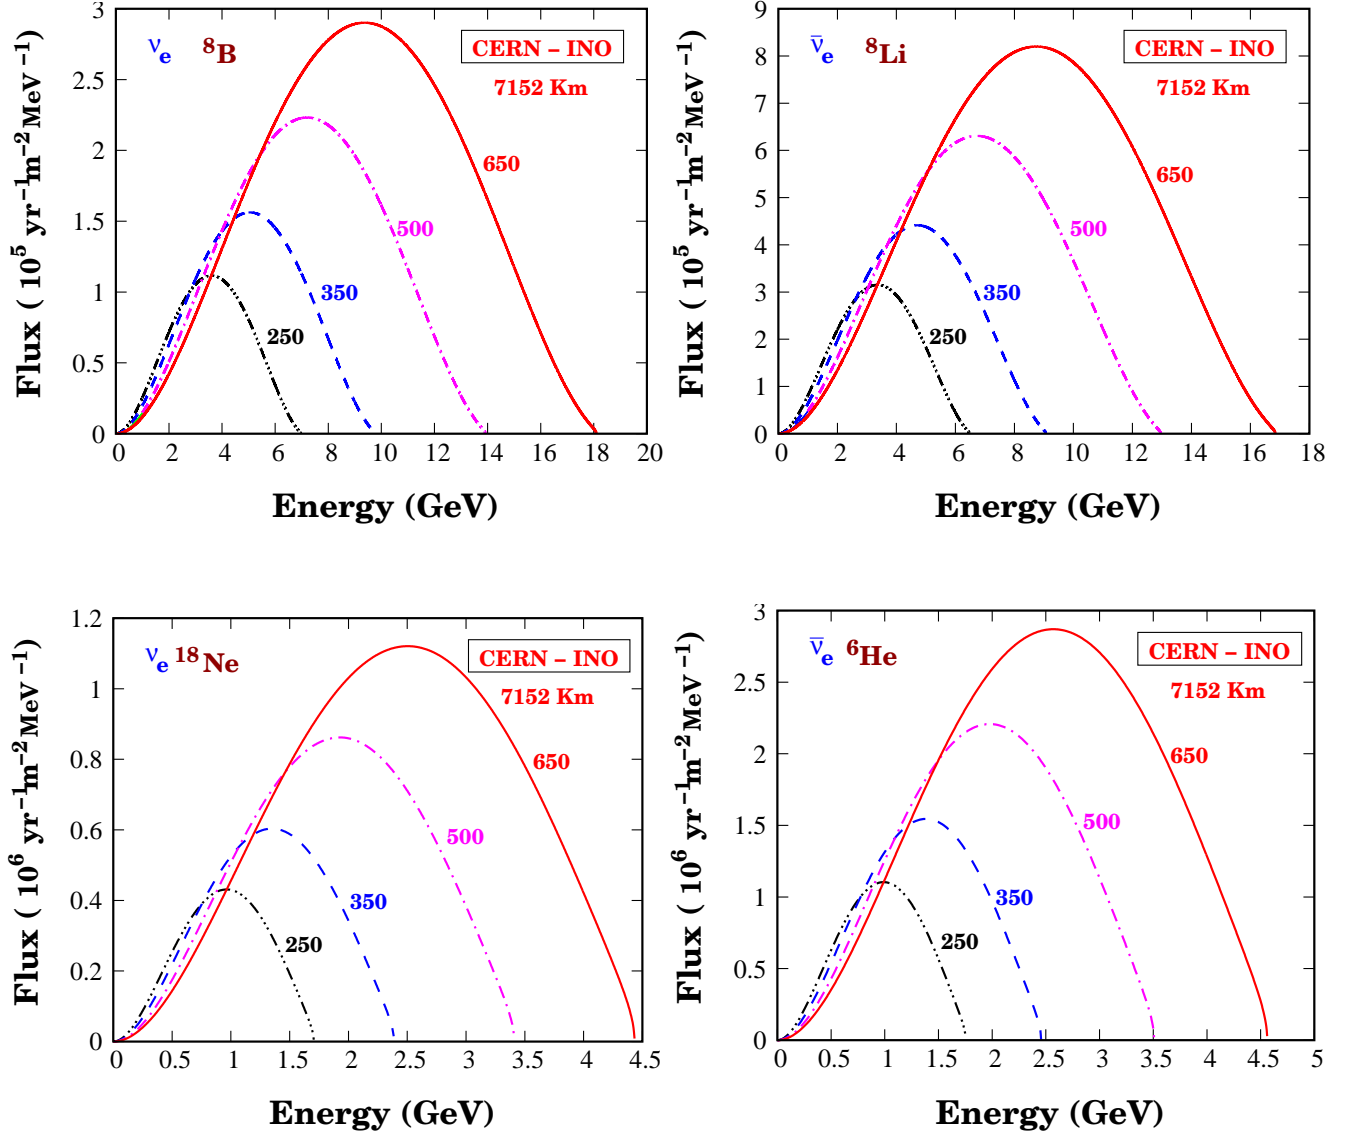 Flux ( 10⁵ yr⁻¹m⁻²MeV⁻¹)
3
2.5
2
1.5
1
0.5
0
νe ⁸B
CERN – INO
7152 Km
650
500
350
250
0 2 4 6 8 10 12 14 16 18 20
Energy (GeV)
Flux ( 10⁵ yr⁻¹m⁻²MeV⁻¹)
9
8
7
6
5
4
3
2
1
0
ν̄e ⁸Li
CERN – INO
7152 Km
650
500
350
250
0 2 4 6 8 10 12 14 16 18
Energy (GeV)
Flux ( 10⁶ yr⁻¹m⁻²MeV⁻¹)
1.2
1
0.8
0.6
0.4
0.2
0
νe ¹⁸Ne
CERN – INO
7152 Km
650
500
350
250
0 0.5 1 1.5 2 2.5 3 3.5 4 4.5
Energy (GeV)
Flux ( 10⁶ yr⁻¹m⁻²MeV⁻¹)
3
2.5
2
1.5
1
0.5
0
ν̄e ⁶He
CERN – INO
7152 Km
650
500
350
250
0 0.5 1 1.5 2 2.5 3 3.5 4 4.5 5
Energy (GeV)